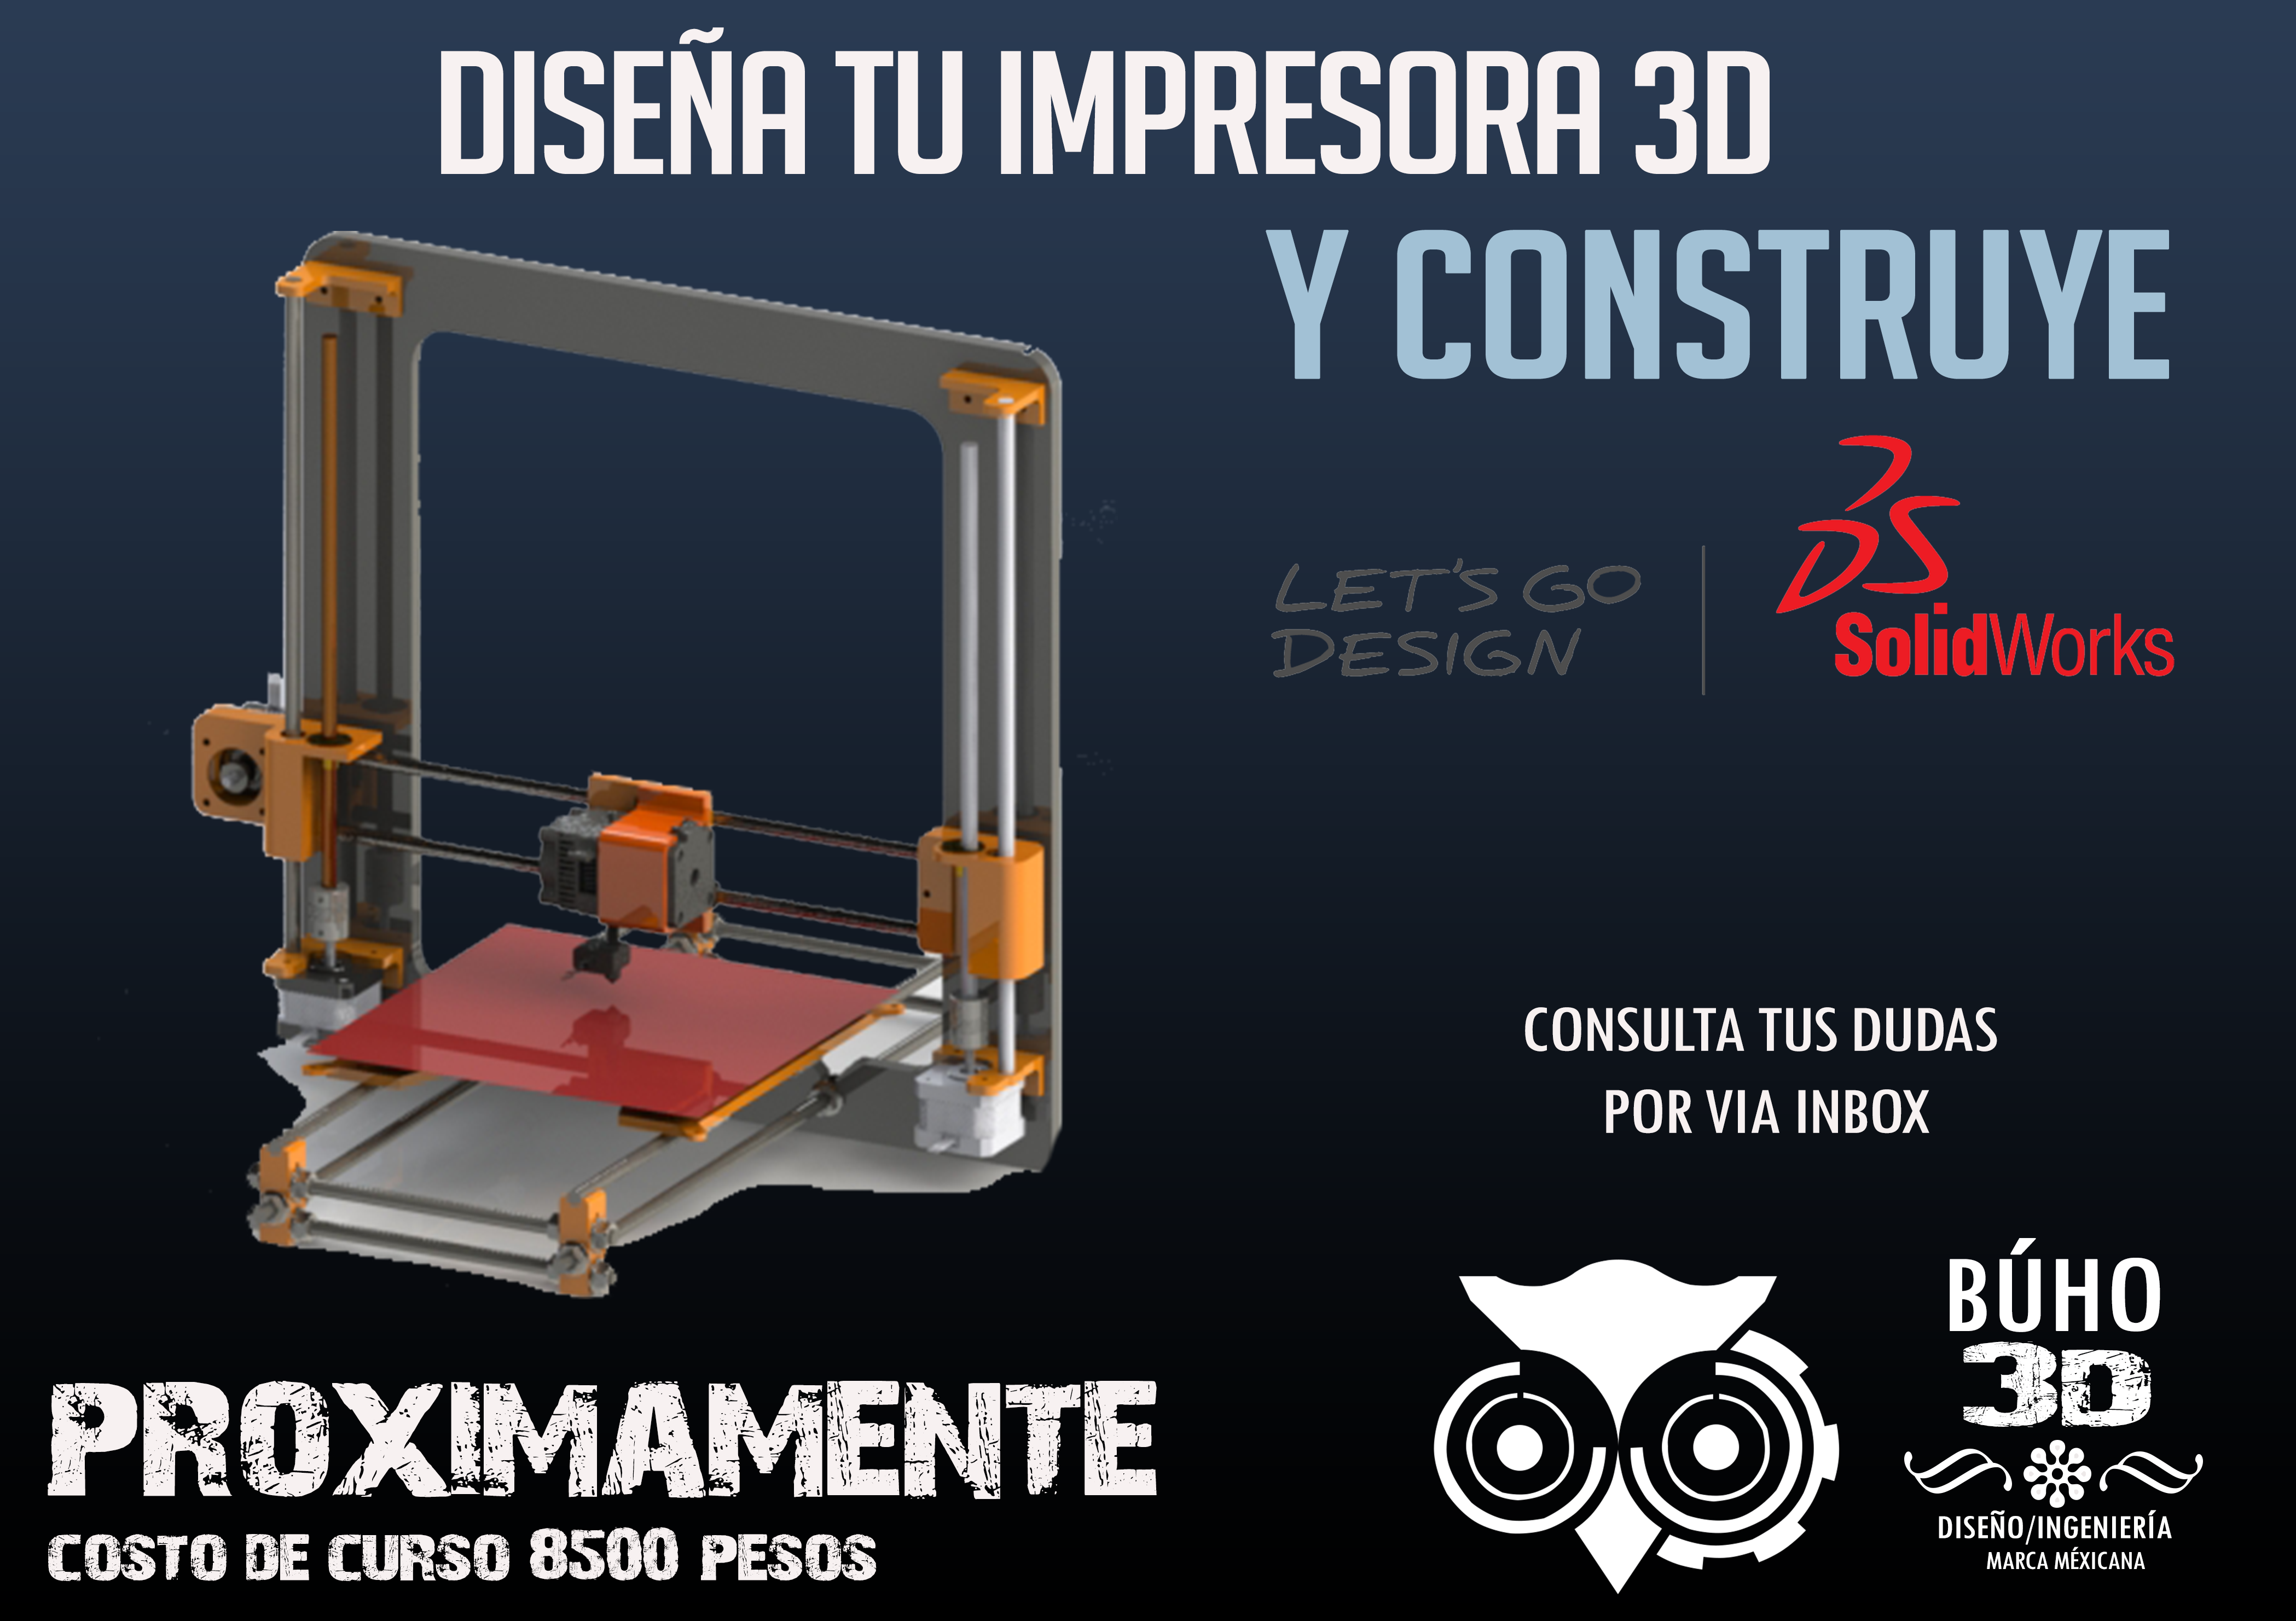 DISEÑA TU IMPRESORA 3D
Y CONSTRUYE
LET'S GO
DESIGN
3DS
SolidWorks
CONSULTA TUS DUDAS
POR VIA INBOX
PROXIMAMENTE
COSTO DE CURSO 8500 PESOS
BÚHO
3D
DISEÑO/INGENIERÍA
MARCA MÉXICANA